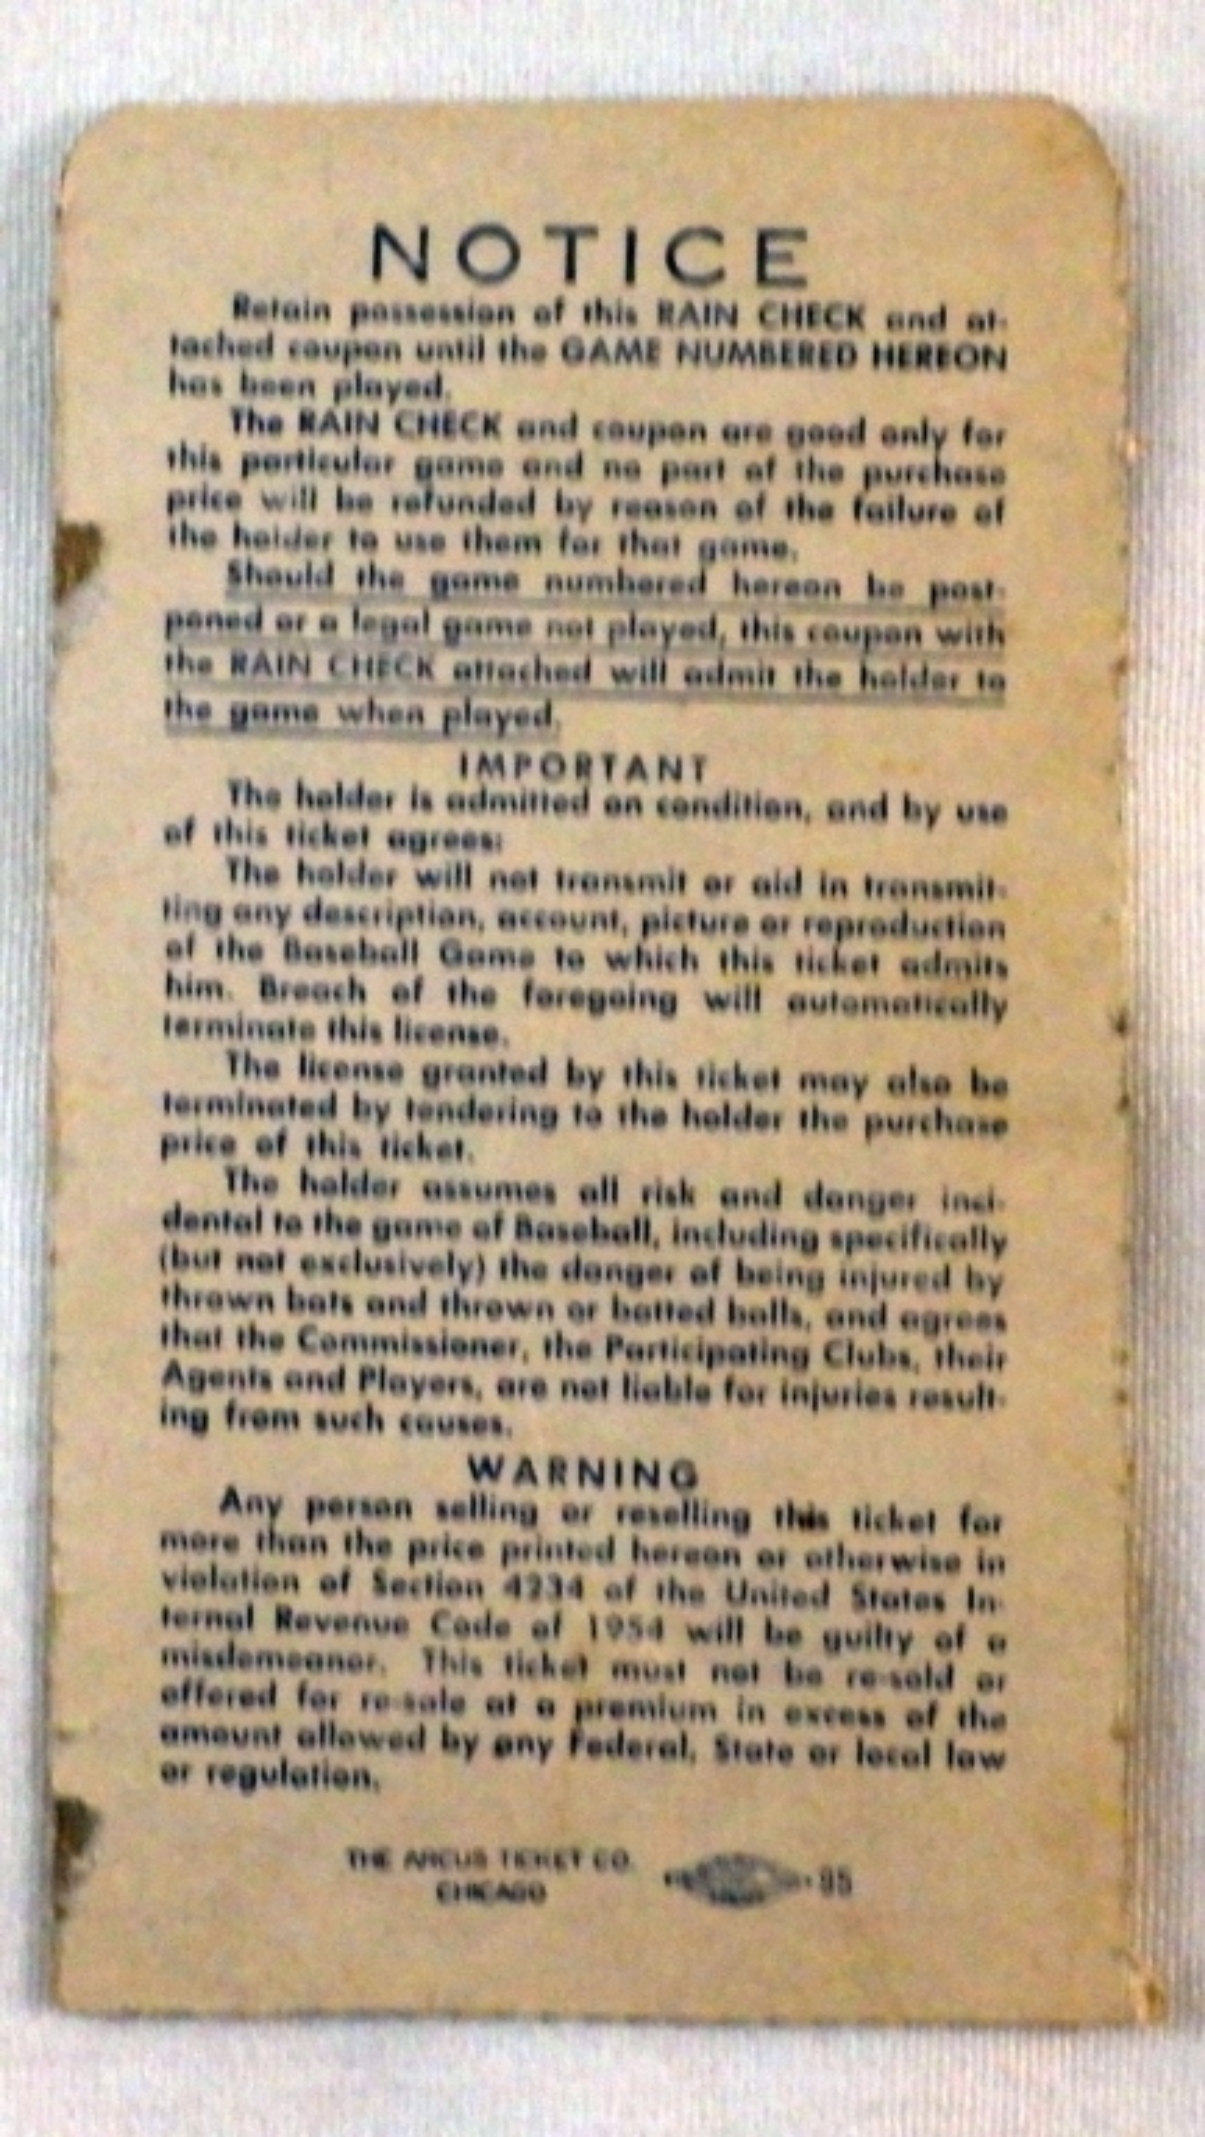 NOTICE
Retain possession of this RAIN CHECK and at-
tached coupon until the GAME NUMBERED HEREON
has been played.
The RAIN CHECK and coupon are good only for
this particular game and no part of the purchase
price will be refunded by reason of the failure of
the holder to use them for that game.
Should the game numbered hereon be post-
poned or a legal game not played, this coupon with
the RAIN CHECK attached will admit the holder to
the game when played.
IMPORTANT
The holder is admitted on condition, and by use
of this ticket agrees:
The holder will not transmit or aid in transmit-
ting any description, account, picture or reproduction
of the Baseball Game to which this ticket admits
him. Breach of the foregoing will automatically
terminate this license.
The license granted by this ticket may also be
terminated by tendering to the holder the purchase
price of this ticket.
The holder assumes all risk and danger inci-
dental to the game of Baseball, including specifically
(but not exclusively) the danger of being injured by
thrown bats and thrown or batted balls, and agrees
that the Commissioner, the Participating Clubs, their
Agents and Players, are not liable for injuries result-
ing from such causes.
WARNING
Any person selling or reselling this ticket for
more than the price printed hereon or otherwise in
violation of Section 4234 of the United States In-
ternal Revenue Code of 1954 will be guilty of a
misdemeanor. This ticket must not be re-sold or
offered for re-sale at a premium in excess of the
amount allowed by any Federal, State or local law
or regulation.
THE ARCUS TICKET CO.
CHICAGO